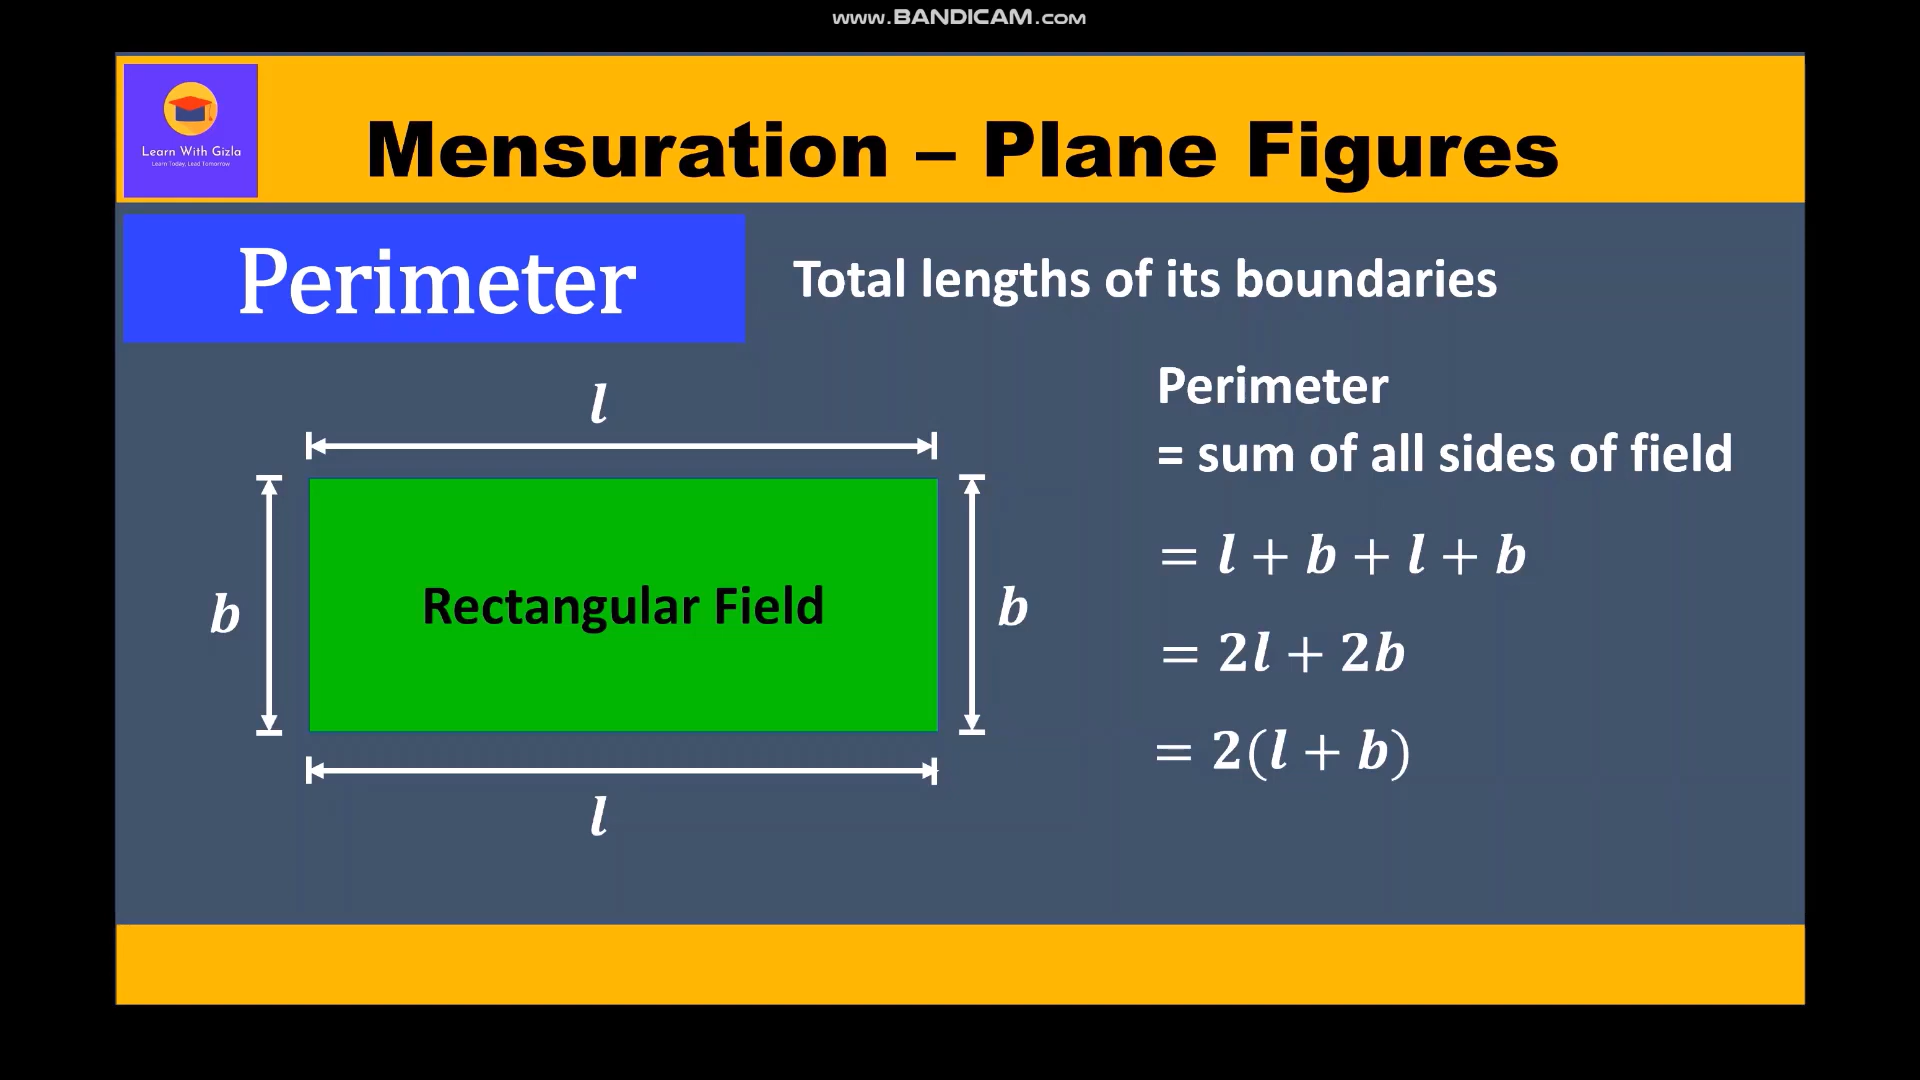 www.BANDICAM.com
Learn With Gizla
Learn Today, Lead Tomorrow
Mensuration – Plane Figures
Perimeter
Total lengths of its boundaries
l
b
Rectangular Field
b
l
Perimeter
= sum of all sides of field
= l + b + l + b
= 2l + 2b
= 2(l + b)